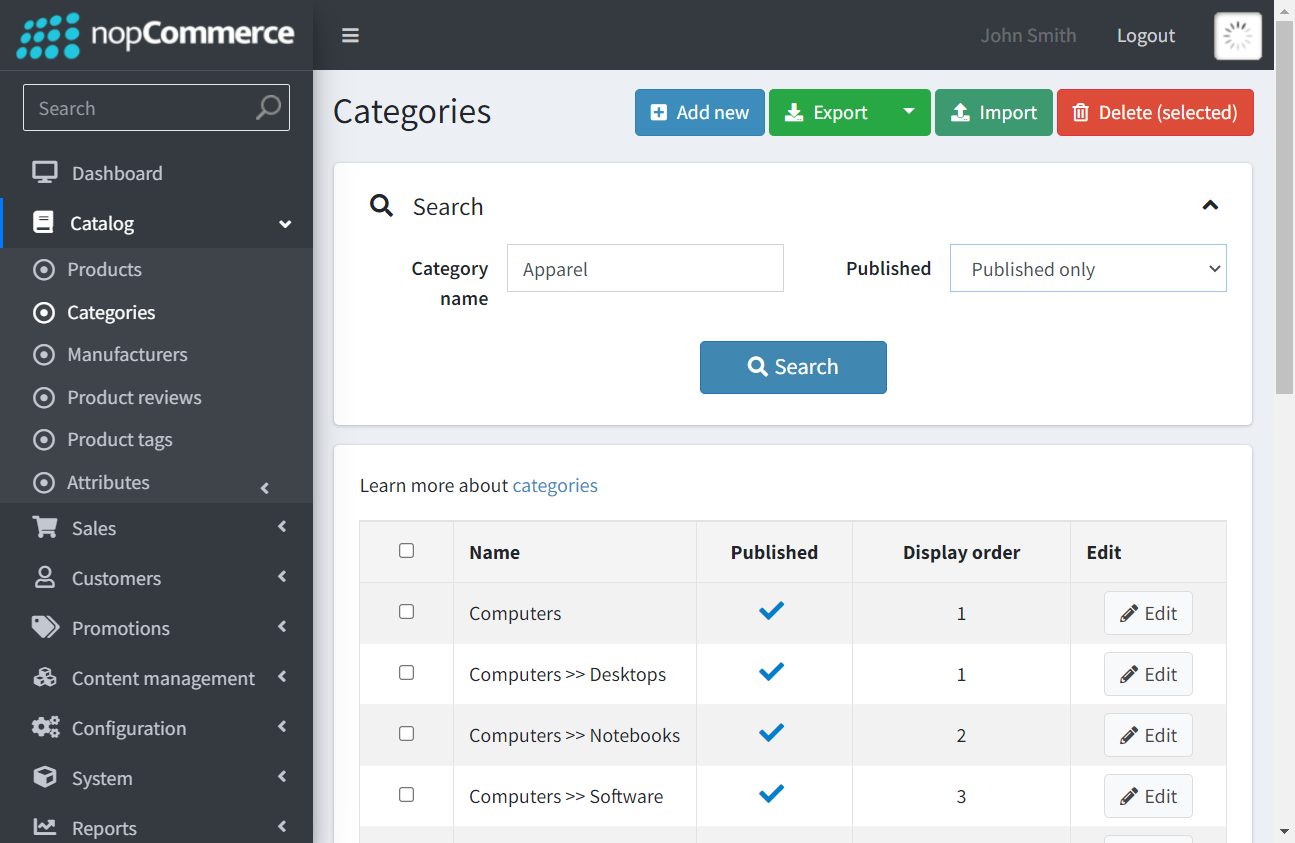 nopCommerce
John Smith
Logout
Search
Dashboard
Catalog
Products
Categories
Manufacturers
Product reviews
Product tags
Attributes
Sales
Customers
Promotions
Content management
Configuration
System
Reports
Categories
Add new
Export
Import
Delete (selected)
Search
Category name
Apparel
Published
Published only
Search
Learn more about categories
Name Published Display order Edit
Computers 1 Edit
Computers >> Desktops 1 Edit
Computers >> Notebooks 2 Edit
Computers >> Software 3 Edit